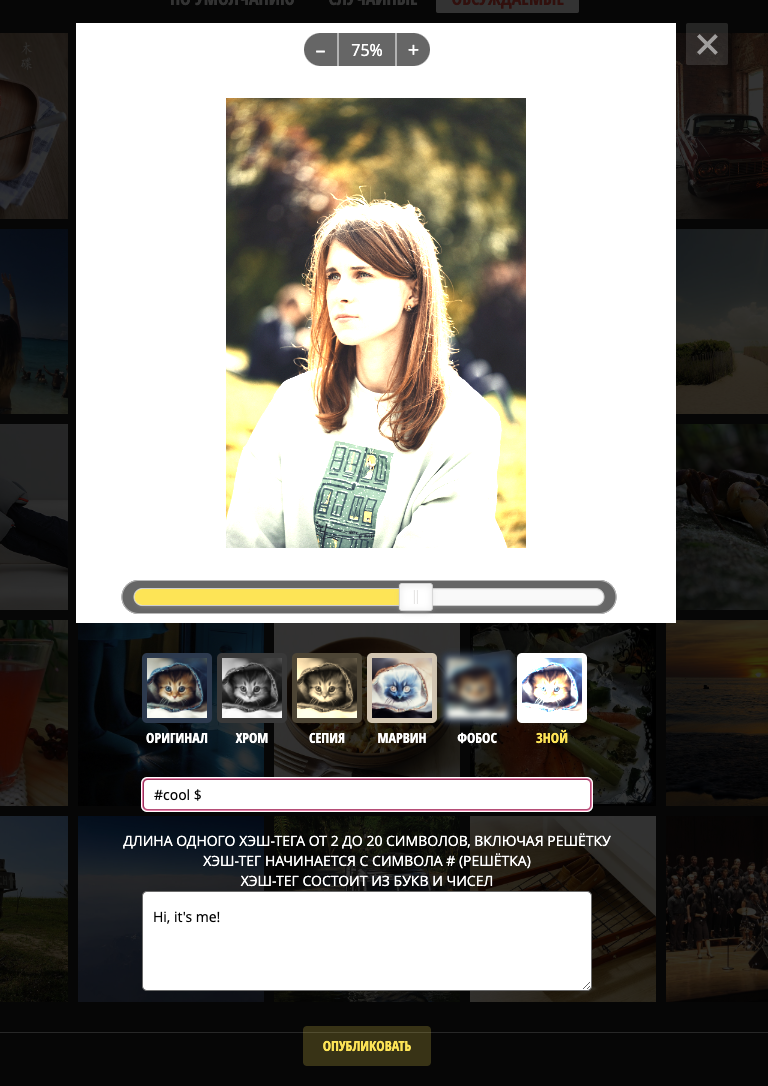 ПО УМОЛЧАНИЮ СЛУЧАЙНЫЕ ОБСУЖДАЕМЫЕ
– 75% +
ОРИГИНАЛ ХРОМ СЕПИЯ МАРВИН ФОБОС ЗНОЙ
#cool $
ДЛИНА ОДНОГО ХЭШ-ТЕГА ОТ 2 ДО 20 СИМВОЛОВ, ВКЛЮЧАЯ РЕШЁТКУ
ХЭШ-ТЕГ НАЧИНАЕТСЯ С СИМВОЛА # (РЕШЁТКА)
ХЭШ-ТЕГ СОСТОИТ ИЗ БУКВ И ЧИСЕЛ
Hi, it's me!
ОПУБЛИКОВАТЬ